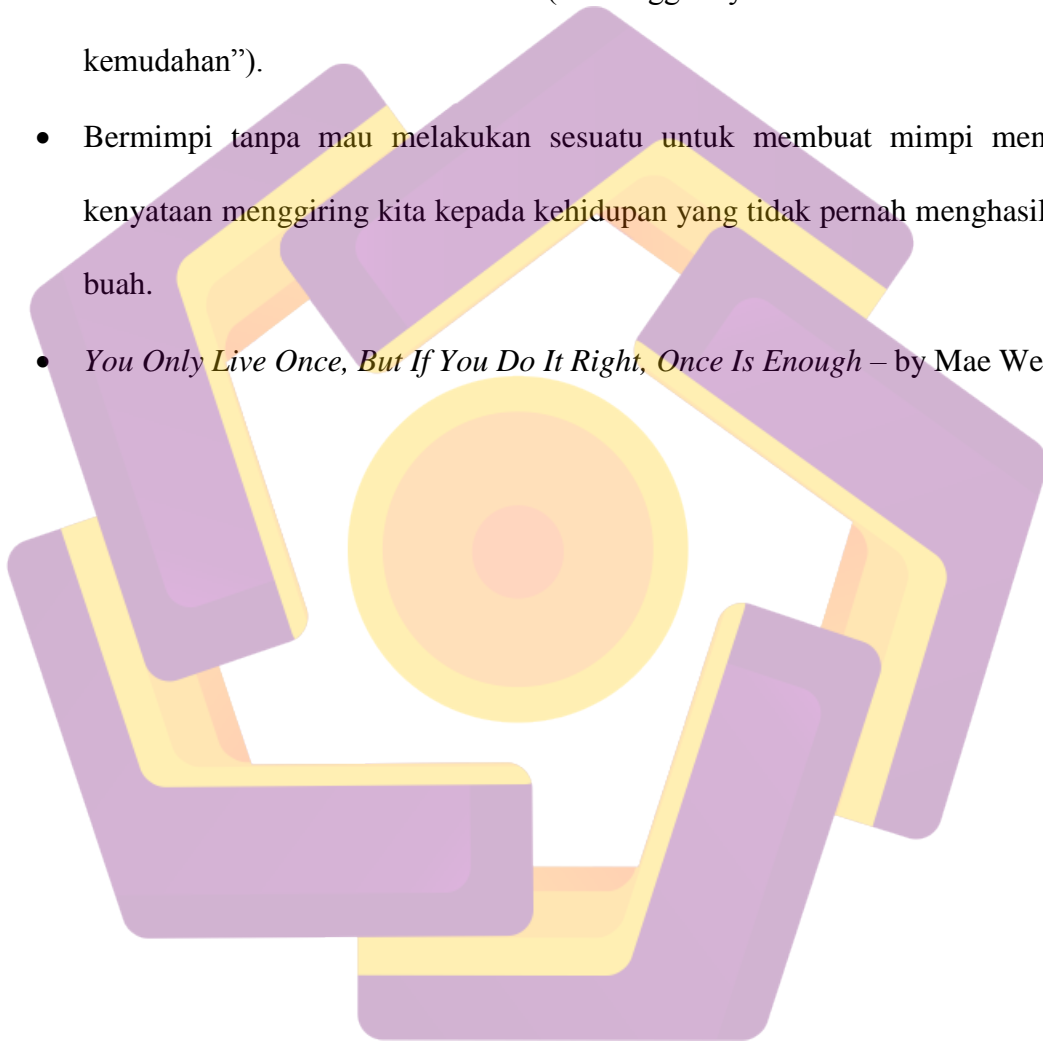 kemudahan”).
• Bermimpi tanpa mau melakukan sesuatu untuk membuat mimpi men
kenyataan menggiring kita kepada kehidupan yang tidak pernah menghasil
buah.
• You Only Live Once, But If You Do It Right, Once Is Enough – by Mae We